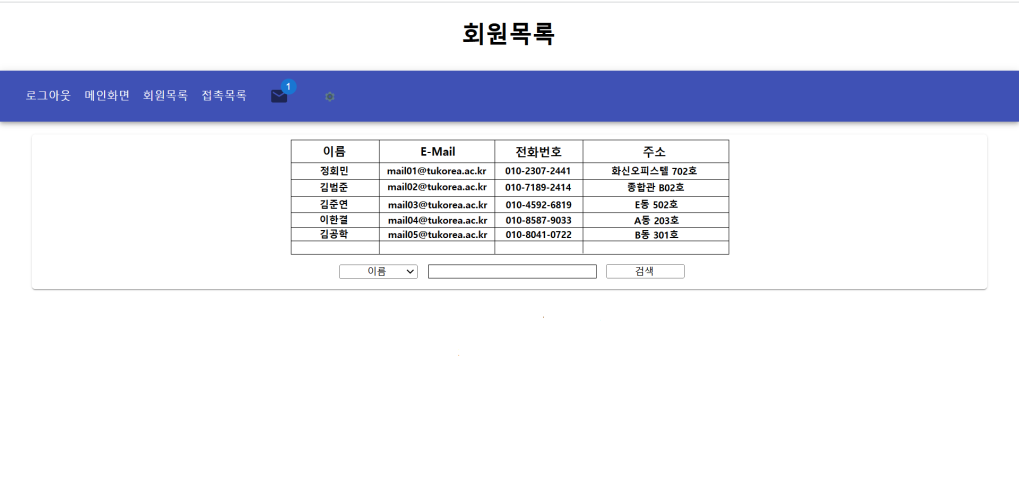 회원목록
로그아웃 메인화면 회원목록 접촉목록 1
이름 E-Mail 전화번호 주소
정희민 mail01@tukorea.ac.kr 010-2307-2441 화신오피스텔 702호
김범준 mail02@tukorea.ac.kr 010-7189-2414 종합관 B02호
김준연 mail03@tukorea.ac.kr 010-4592-6819 E동 502호
이한결 mail04@tukorea.ac.kr 010-8587-9033 A동 203호
김공학 mail05@tukorea.ac.kr 010-8041-0722 B동 301호
이름 검색